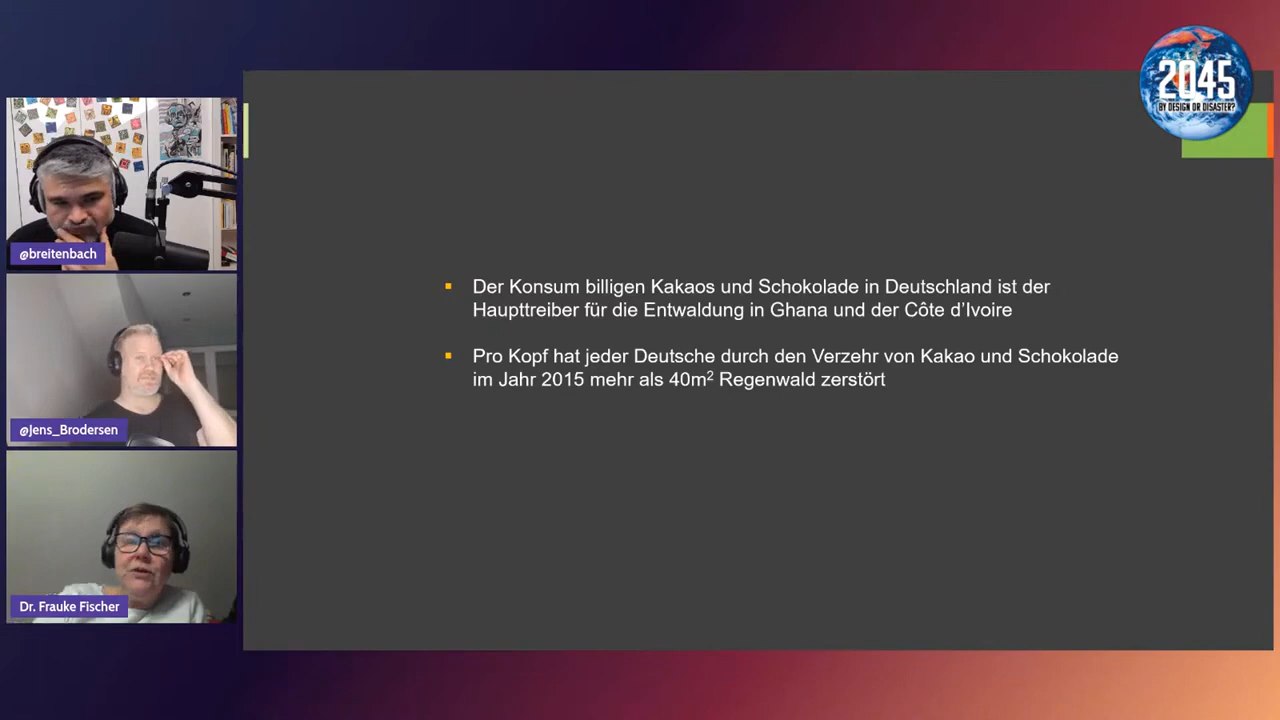 2045
BY DESIGN OR DISASTER?
@breitenbach
@Jens_Brodersen
Dr. Frauke Fischer
▪ Der Konsum billigen Kakaos und Schokolade in Deutschland ist der
Haupttreiber für die Entwaldung in Ghana und der Côte d’Ivoire
▪ Pro Kopf hat jeder Deutsche durch den Verzehr von Kakao und Schokolade
im Jahr 2015 mehr als 40m² Regenwald zerstört